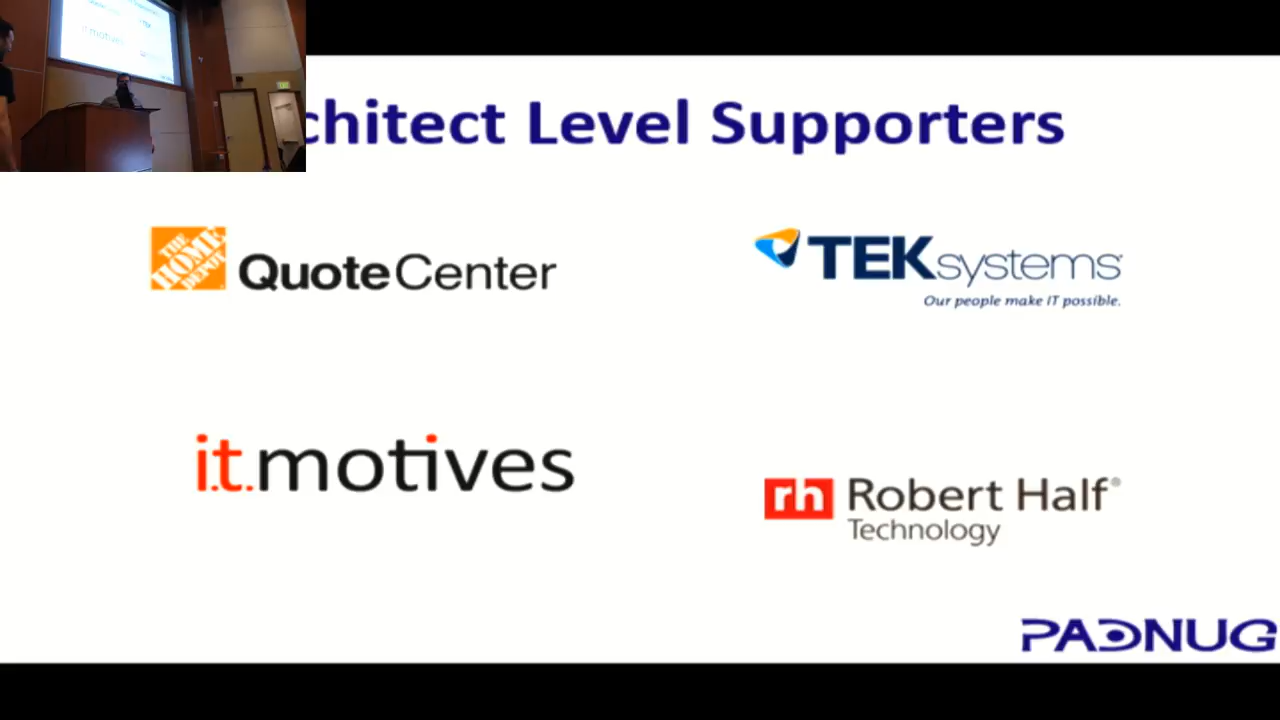 chitect Level Supporters
THE
HOME
DEPOT
QuoteCenter
TEKsystems
Our people make IT possible.
i.t.motives
rh Robert Half®
Technology
PADNUG